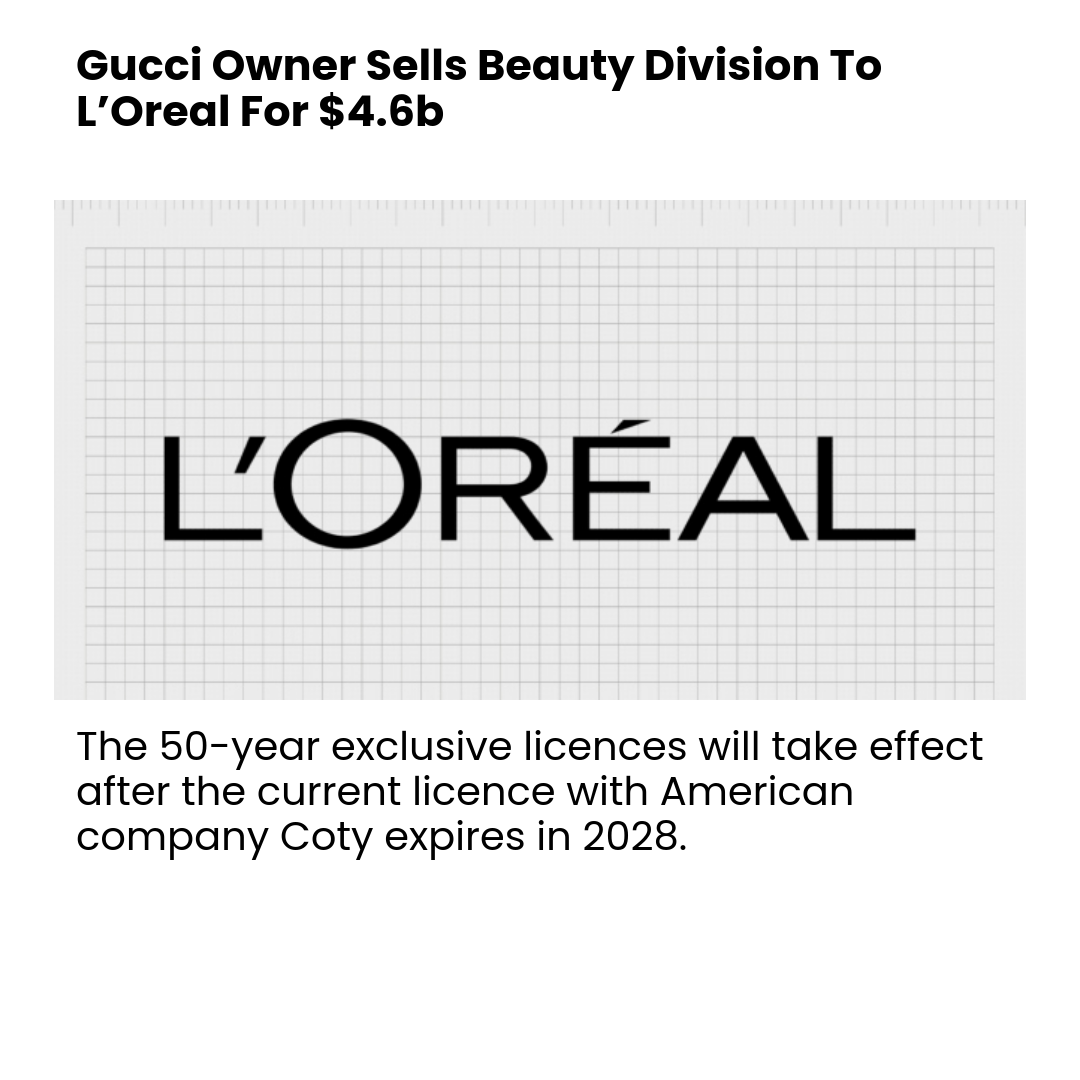 Gucci Owner Sells Beauty Division To
L’Oreal For $4.6b
L’ORÉAL
The 50-year exclusive licences will take effect
after the current licence with American
company Coty expires in 2028.